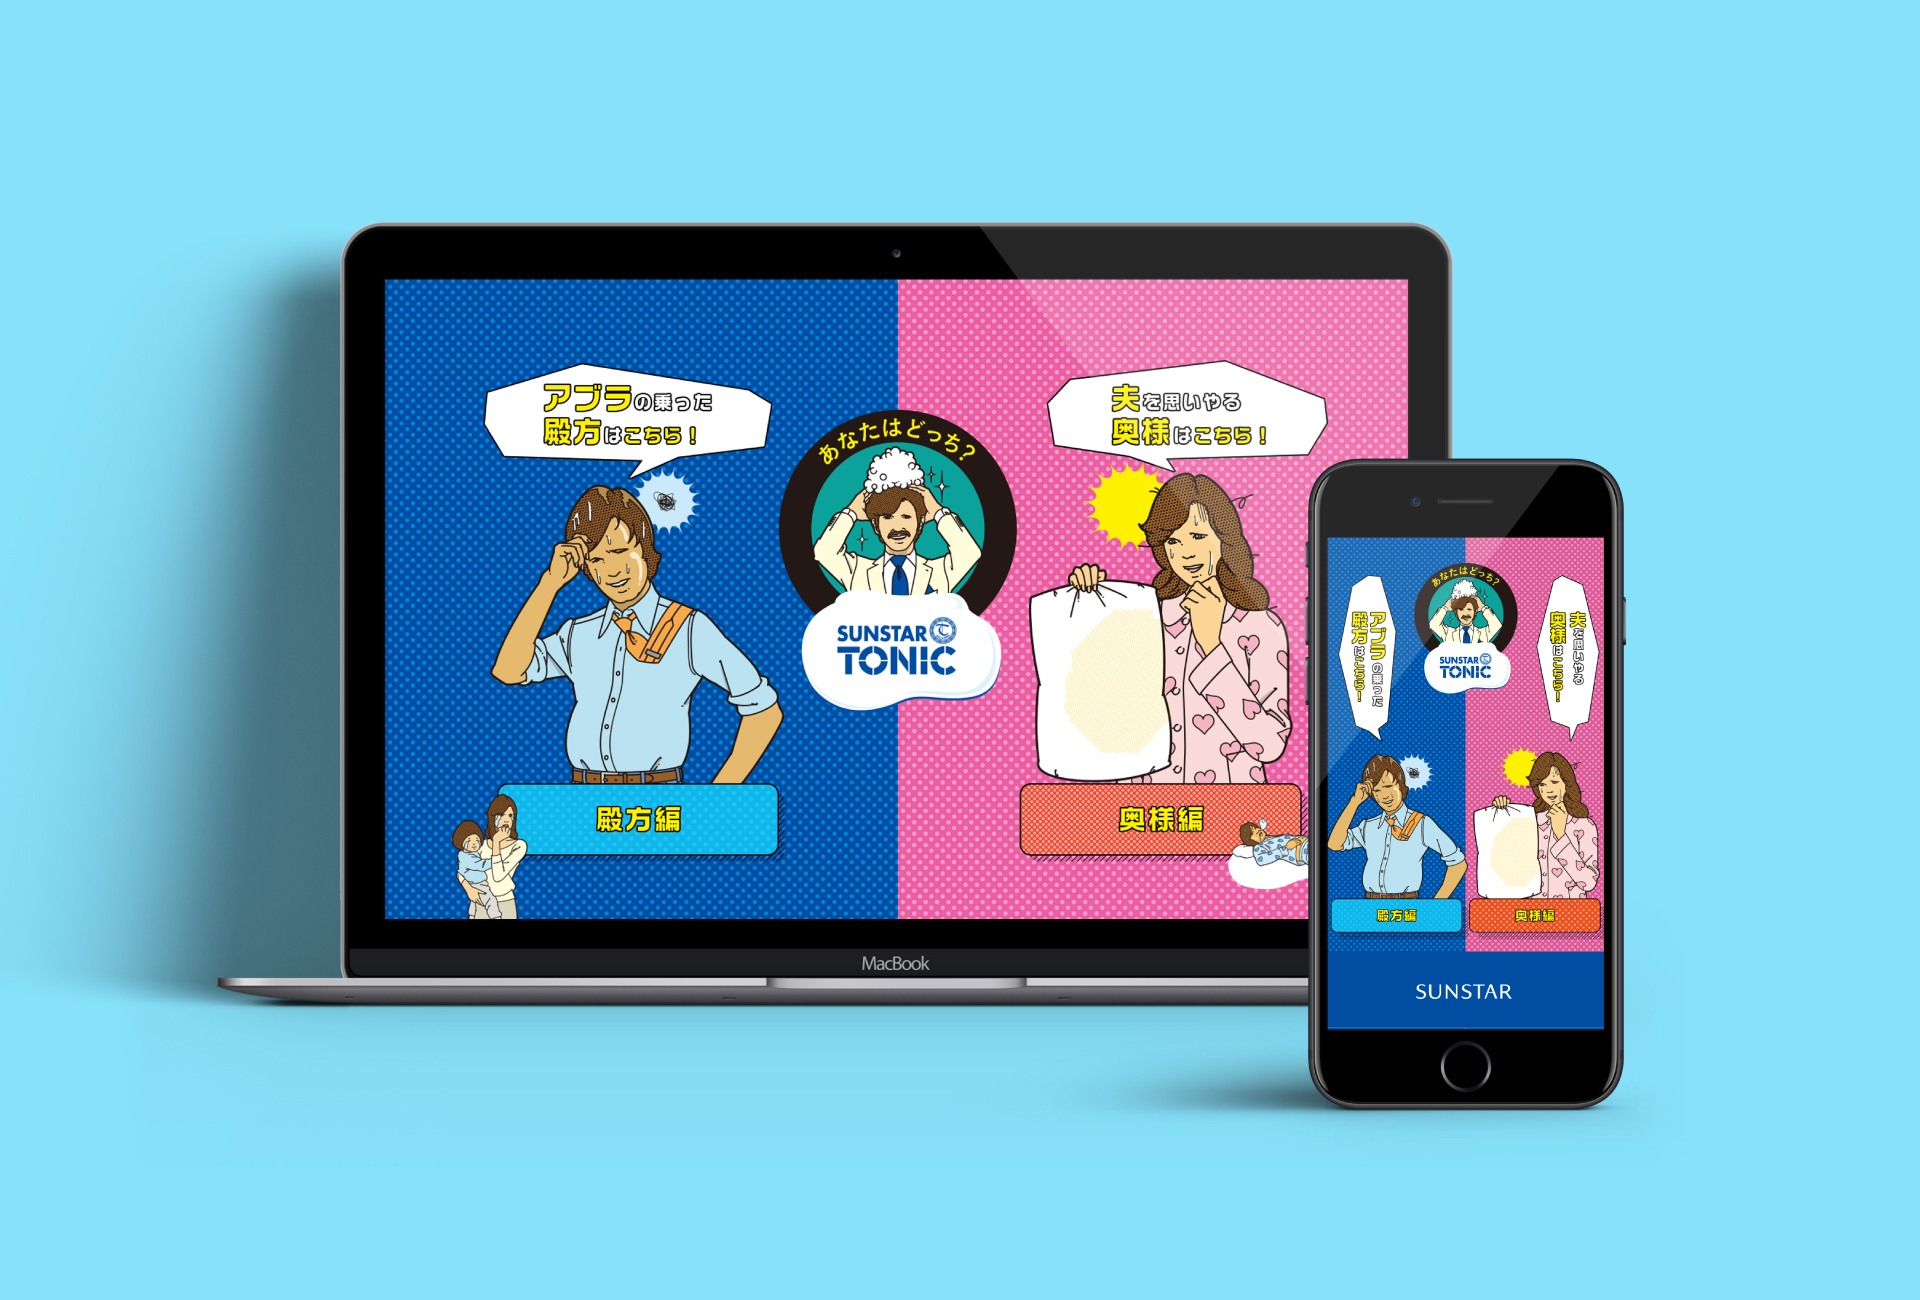 アブラの乗った
殿方はこちら！
夫を思いやる
奥様はこちら！
あなたはどっち？
SUNSTAR
TONIC
殿方編
奥様編
MacBook
アブラの乗った
殿方はこちら！
あなたはどっち？
SUNSTAR
TONIC
夫を思いやる
奥様はこちら！
殿方編
奥様編
SUNSTAR